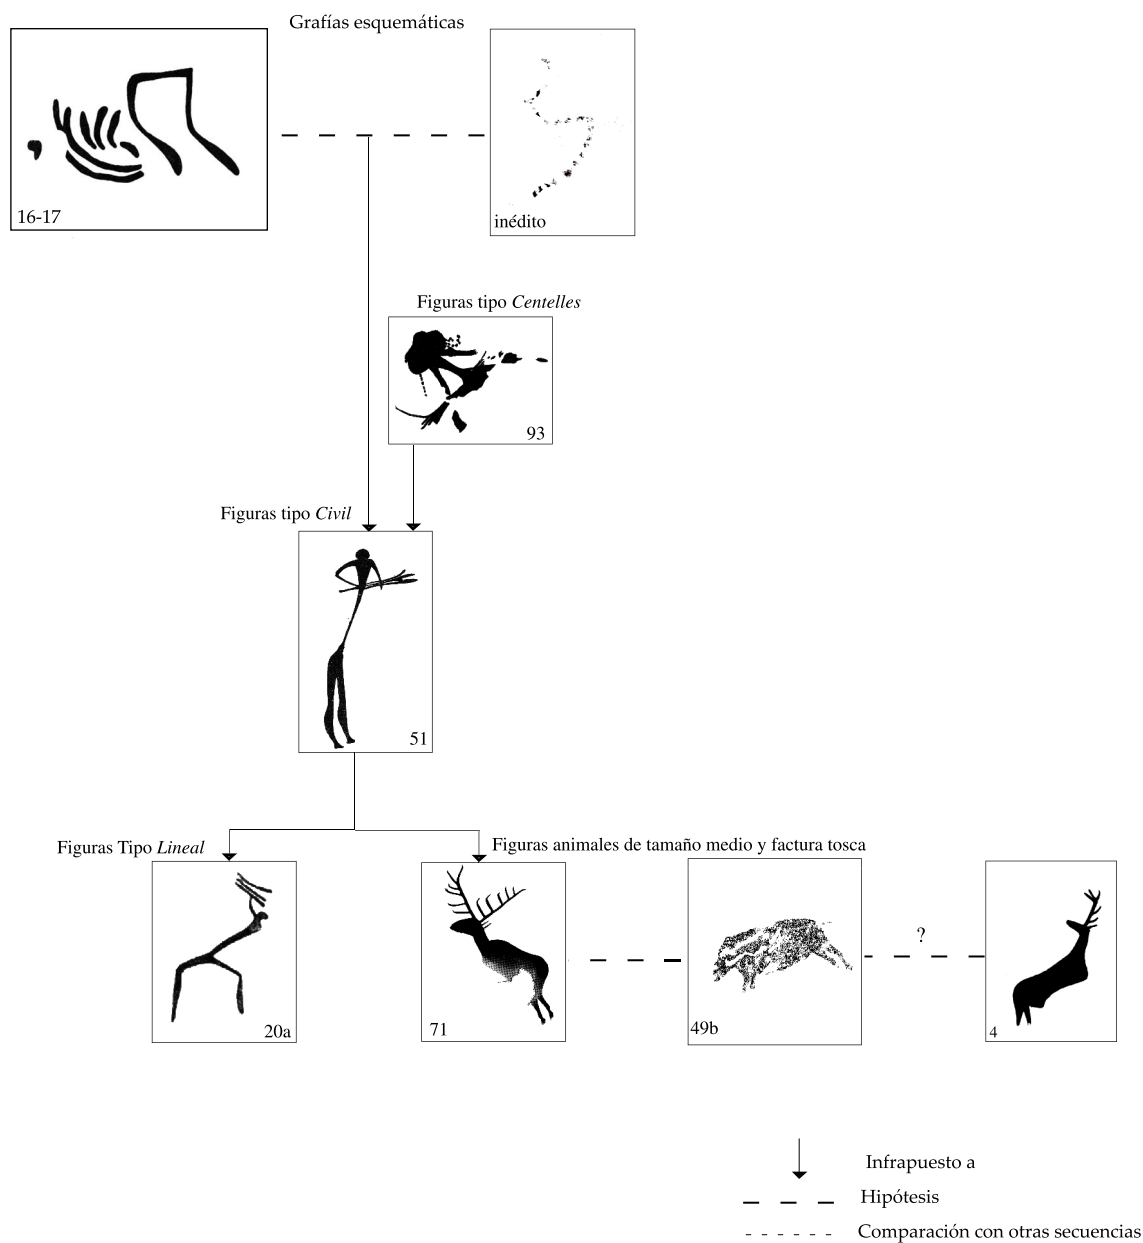 Grafías esquemáticas
16-17
inédito
Figuras tipo Centelles
93
Figuras tipo Civil
51
Figuras Tipo Lineal
Figuras animales de tamaño medio y factura tosca
20a
71
49b
?
4
Infrapuesto a
Hipótesis
Comparación con otras secuencias